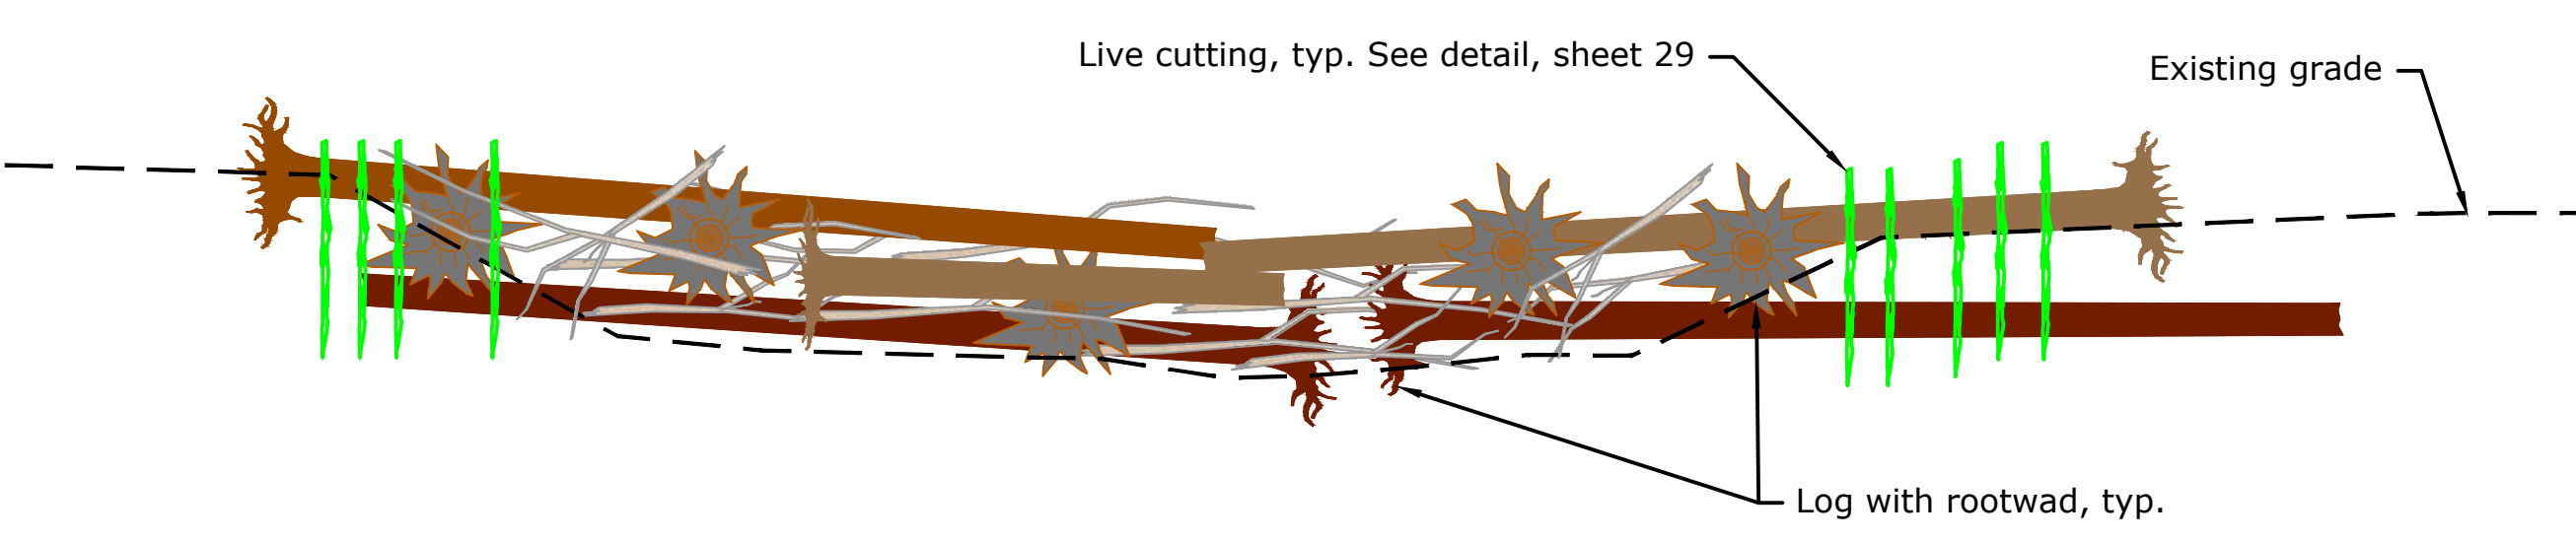 Live cutting, typ. See detail, sheet 29
Existing grade
Log with rootwad, typ.